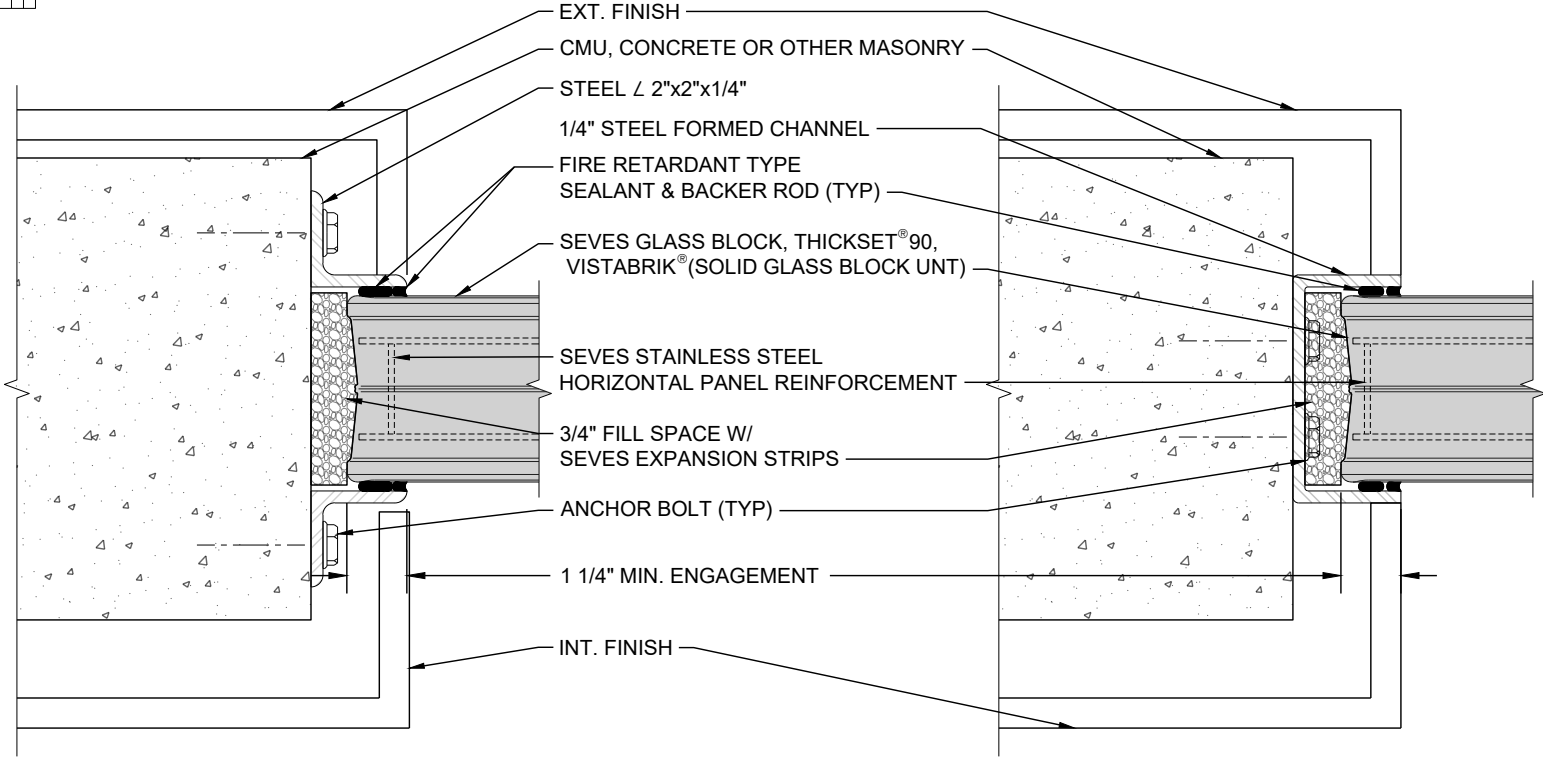 EXT. FINISH
CMU, CONCRETE OR OTHER MASONRY
STEEL ∠ 2"x2"x1/4"
1/4" STEEL FORMED CHANNEL
FIRE RETARDANT TYPE
SEALANT & BACKER ROD (TYP)
SEVES GLASS BLOCK, THICKSET®90,
VISTABRIK®(SOLID GLASS BLOCK UNT)
SEVES STAINLESS STEEL
HORIZONTAL PANEL REINFORCEMENT
3/4" FILL SPACE W/
SEVES EXPANSION STRIPS
ANCHOR BOLT (TYP)
1 1/4" MIN. ENGAGEMENT
INT. FINISH